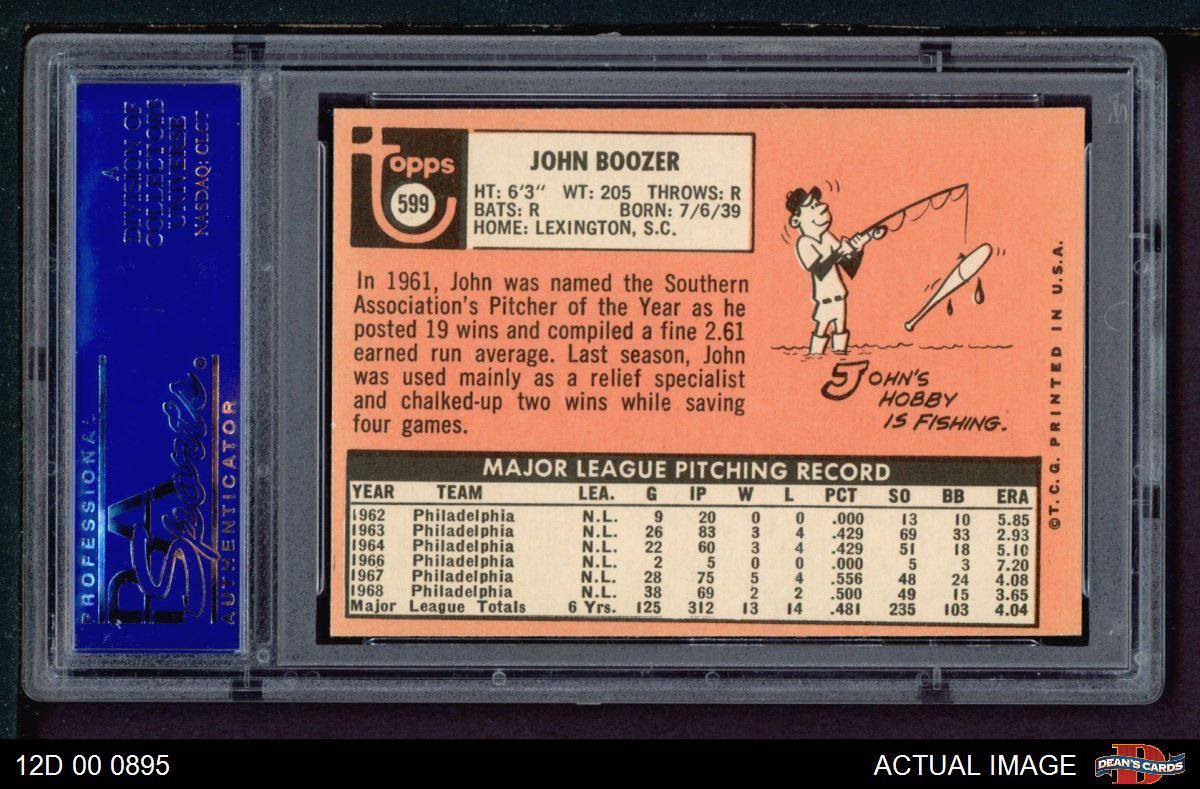 A
DIVISION OF
COLLECTORS
UNIVERSE
NASDAQ: CLCT
PROFESSIONAL
PSA
Sports
AUTHENTICATOR
topps
599
JOHN BOOZER
HT: 6'3" WT: 205 THROWS: R
BATS: R BORN: 7/6/39
HOME: LEXINGTON, S.C.
In 1961, John was named the Southern
Association's Pitcher of the Year as he
posted 19 wins and compiled a fine 2.61
earned run average. Last season, John
was used mainly as a relief specialist
and chalked-up two wins while saving
four games.
5 JOHN'S
HOBBY
IS FISHING.
©T.C.G. PRINTED IN U.S.A.
MAJOR LEAGUE PITCHING RECORD
YEAR TEAM LEA. G IP W L PCT SO BB ERA
1962 Philadelphia N.L. 9 20 0 0 .000 13 10 5.85
1963 Philadelphia N.L. 26 83 3 4 .429 69 33 2.93
1964 Philadelphia N.L. 22 60 3 4 .429 51 18 5.10
1966 Philadelphia N.L. 2 5 0 0 .000 5 3 7.20
1967 Philadelphia N.L. 28 75 5 4 .556 48 24 4.08
1968 Philadelphia N.L. 38 69 2 2 .500 49 15 3.65
Major League Totals 6 Yrs. 125 312 13 14 .481 235 103 4.04
12D 00 0895
ACTUAL IMAGE
D
DEAN'S CARDS